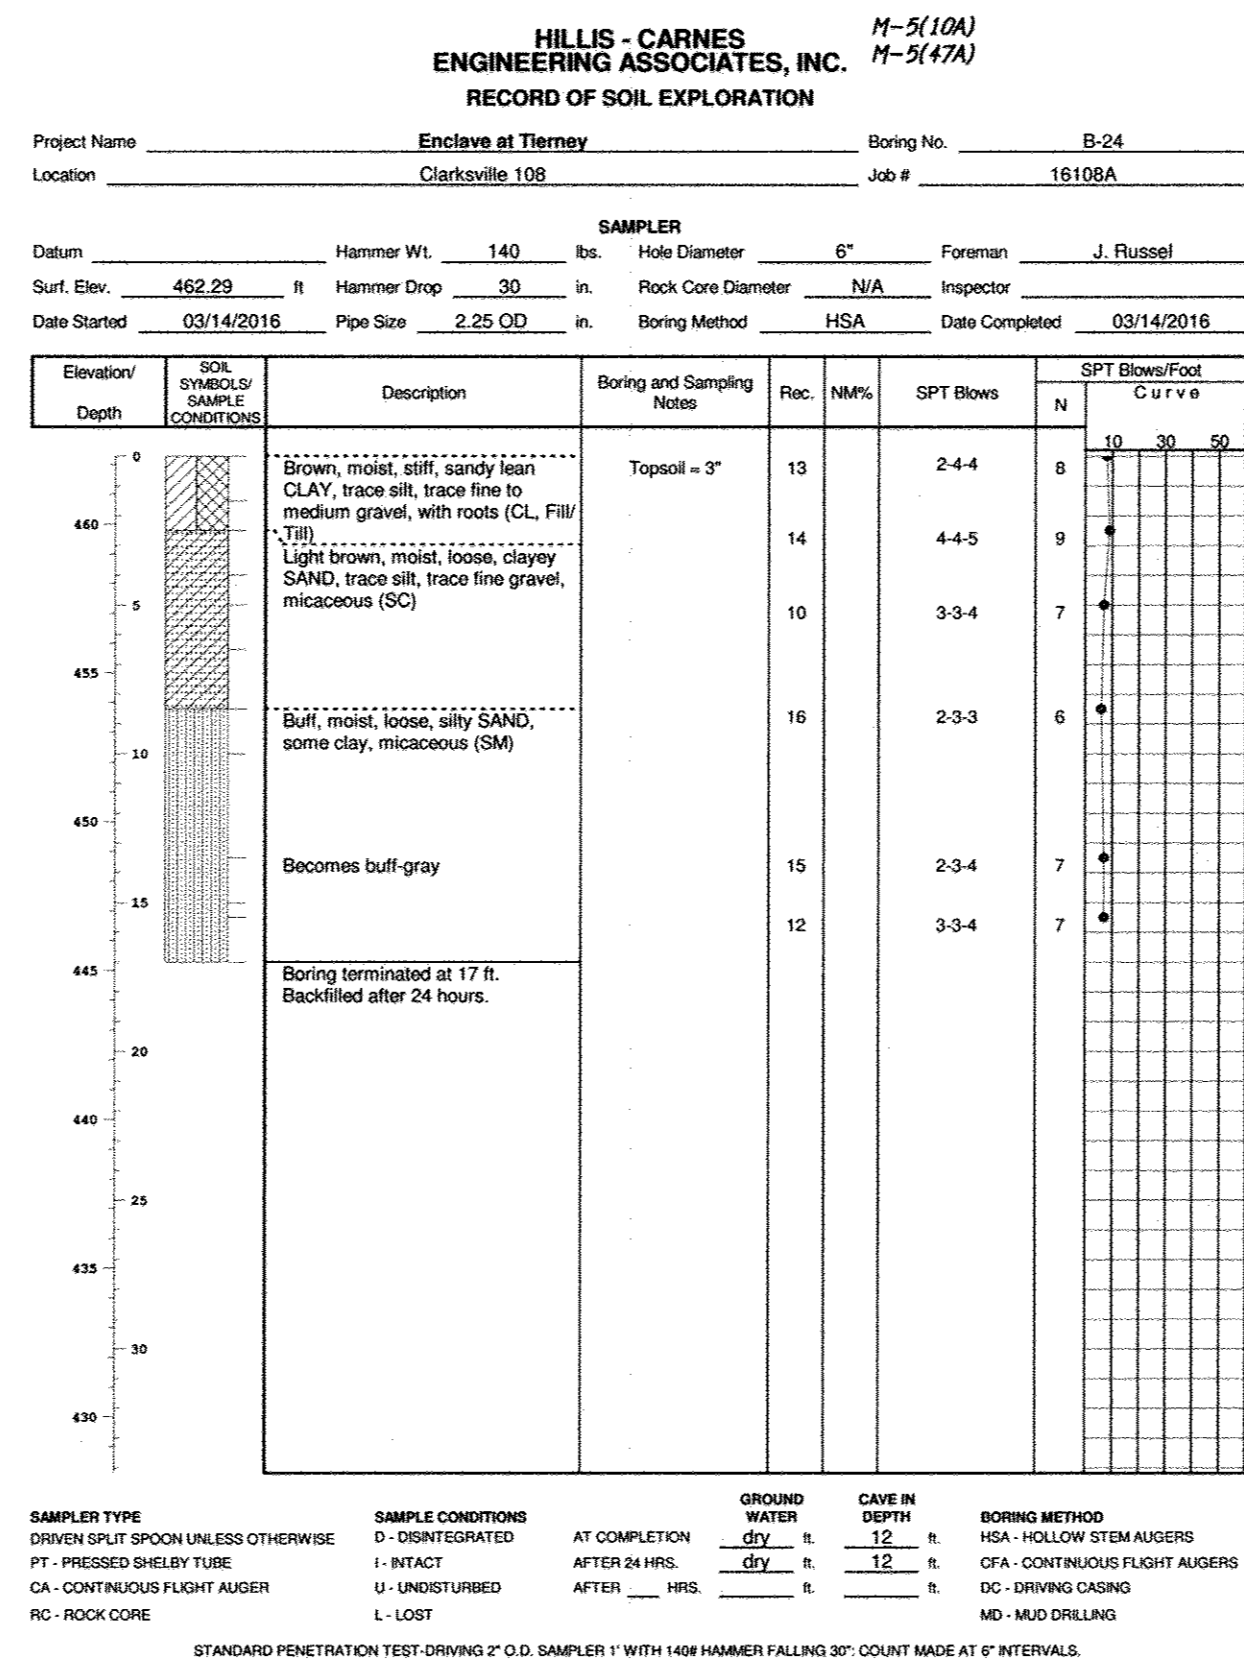 M-5(10A)
M-5(47A)
HILLIS - CARNES
ENGINEERING ASSOCIATES, INC.
RECORD OF SOIL EXPLORATION
Project Name Enclave at Tierney Boring No. B-24
Location Clarksville 108 Job # 16108A
SAMPLER
Datum Hammer Wt. 140 lbs. Hole Diameter 6" Foreman J. Russel
Surf. Elev. 462.29 ft Hammer Drop 30 in. Rock Core Diameter N/A Inspector
Date Started 03/14/2016 Pipe Size 2.25 OD in. Boring Method HSA Date Completed 03/14/2016
Elevation/
Depth
SOIL
SYMBOLS/
SAMPLE
CONDITIONS
Description
Boring and Sampling
Notes
Rec.
NM%
SPT Blows
SPT Blows/Foot
N
Curve
10 30 50
0
Brown, moist, stiff, sandy lean
CLAY, trace silt, trace fine to
medium gravel, with roots (CL, Fill/
Till)
Topsoil = 3"
13 2-4-4 8
460
14 4-4-5 9
Light brown, moist, loose, clayey
SAND, trace silt, trace fine gravel,
micaceous (SC)
5
10 3-3-4 7
455
Buff, moist, loose, silty SAND,
some clay, micaceous (SM)
16 2-3-3 6
10
450
Becomes buff-gray
15 2-3-4 7
15
12 3-3-4 7
445
Boring terminated at 17 ft.
Backfilled after 24 hours.
20
440
25
435
30
430
SAMPLER TYPE
DRIVEN SPLIT SPOON UNLESS OTHERWISE
PT - PRESSED SHELBY TUBE
CA - CONTINUOUS FLIGHT AUGER
RC - ROCK CORE
SAMPLE CONDITIONS
D - DISINTEGRATED
I - INTACT
U - UNDISTURBED
L - LOST
GROUND
WATER
CAVE IN
DEPTH
AT COMPLETION dry ft. 12 ft.
AFTER 24 HRS. dry ft. 12 ft.
AFTER ___ HRS. ft. ft.
BORING METHOD
HSA - HOLLOW STEM AUGERS
CFA - CONTINUOUS FLIGHT AUGERS
DC - DRIVING CASING
MD - MUD DRILLING
STANDARD PENETRATION TEST-DRIVING 2" O.D. SAMPLER 1' WITH 140# HAMMER FALLING 30": COUNT MADE AT 6" INTERVALS.